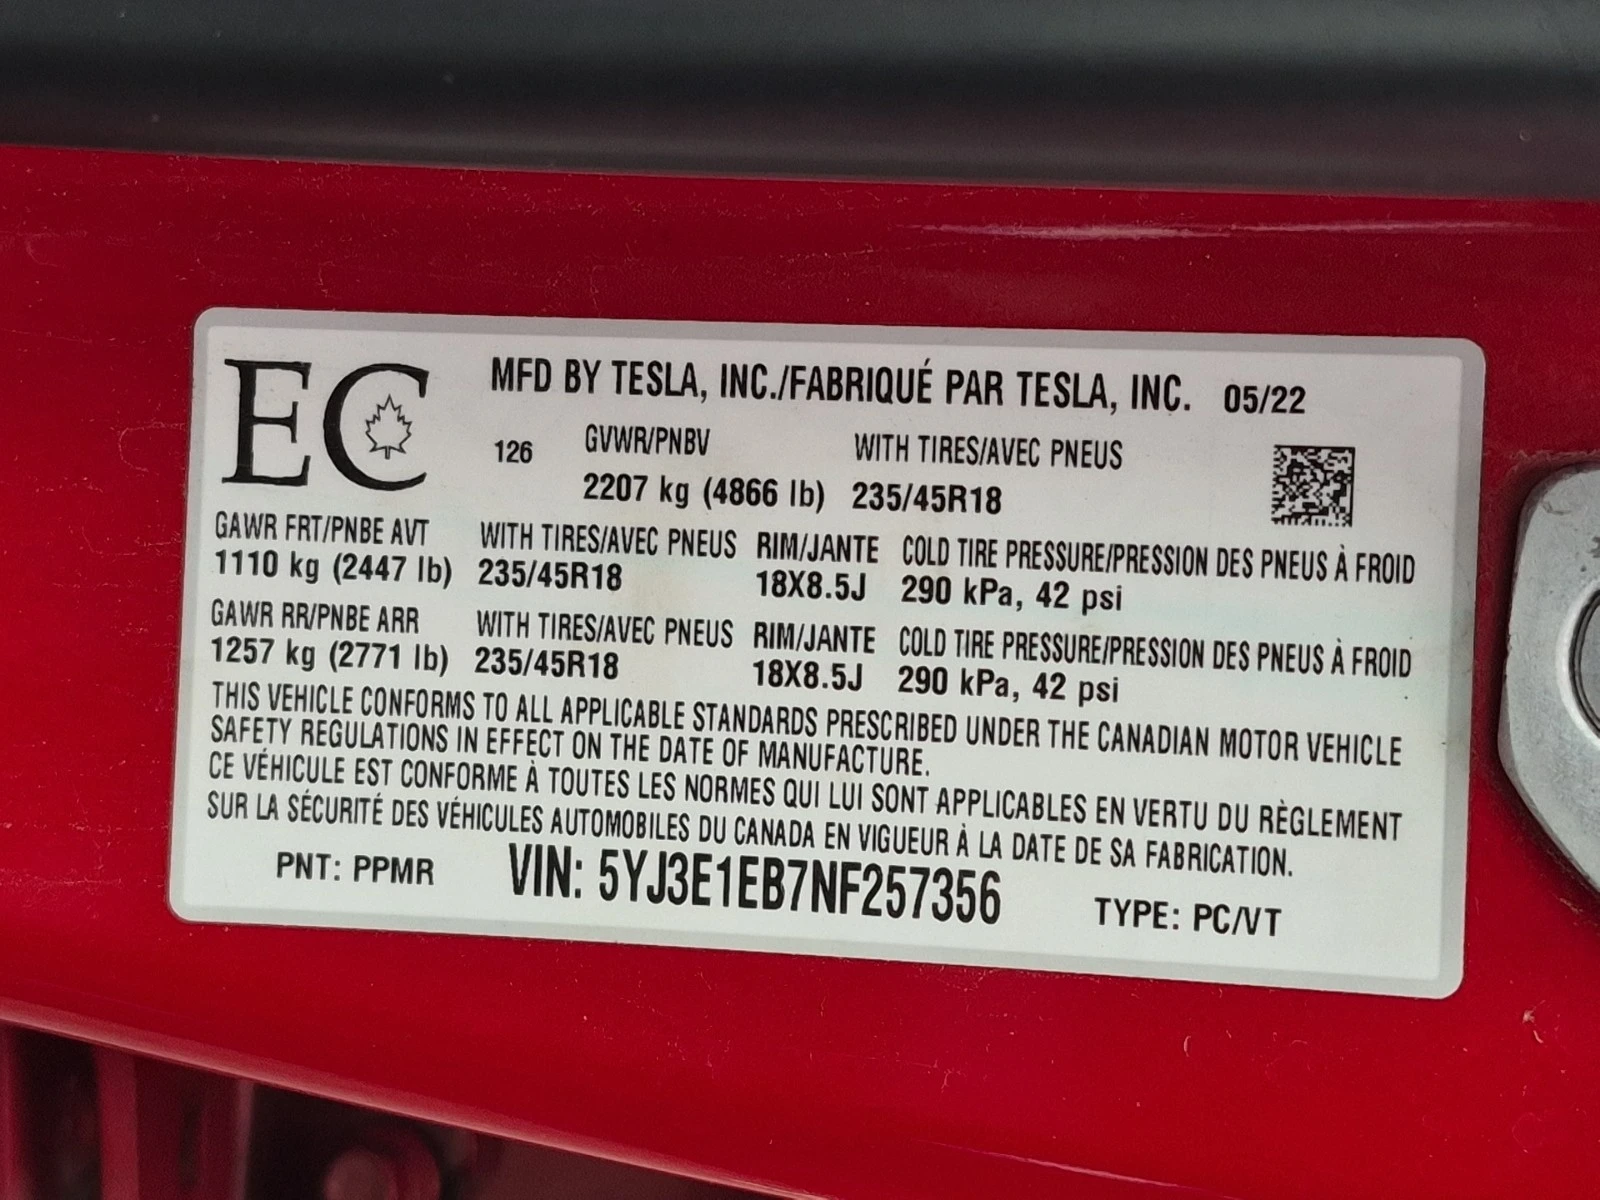 EC MFD BY TESLA, INC./FABRIQUÉ PAR TESLA, INC. 05/22
126 GVWR/PNBV WITH TIRES/AVEC PNEUS
2207 kg (4866 lb) 235/45R18
GAWR FRT/PNBE AVT WITH TIRES/AVEC PNEUS RIM/JANTE COLD TIRE PRESSURE/PRESSION DES PNEUS À FROID
1110 kg (2447 lb) 235/45R18 18X8.5J 290 kPa, 42 psi
GAWR RR/PNBE ARR WITH TIRES/AVEC PNEUS RIM/JANTE COLD TIRE PRESSURE/PRESSION DES PNEUS À FROID
1257 kg (2771 lb) 235/45R18 18X8.5J 290 kPa, 42 psi
THIS VEHICLE CONFORMS TO ALL APPLICABLE STANDARDS PRESCRIBED UNDER THE CANADIAN MOTOR VEHICLE
SAFETY REGULATIONS IN EFFECT ON THE DATE OF MANUFACTURE.
CE VÉHICULE EST CONFORME À TOUTES LES NORMES QUI LUI SONT APPLICABLES EN VERTU DU RÈGLEMENT
SUR LA SÉCURITÉ DES VÉHICULES AUTOMOBILES DU CANADA EN VIGUEUR À LA DATE DE SA FABRICATION.
PNT: PPMR VIN: 5YJ3E1EB7NF257356 TYPE: PC/VT